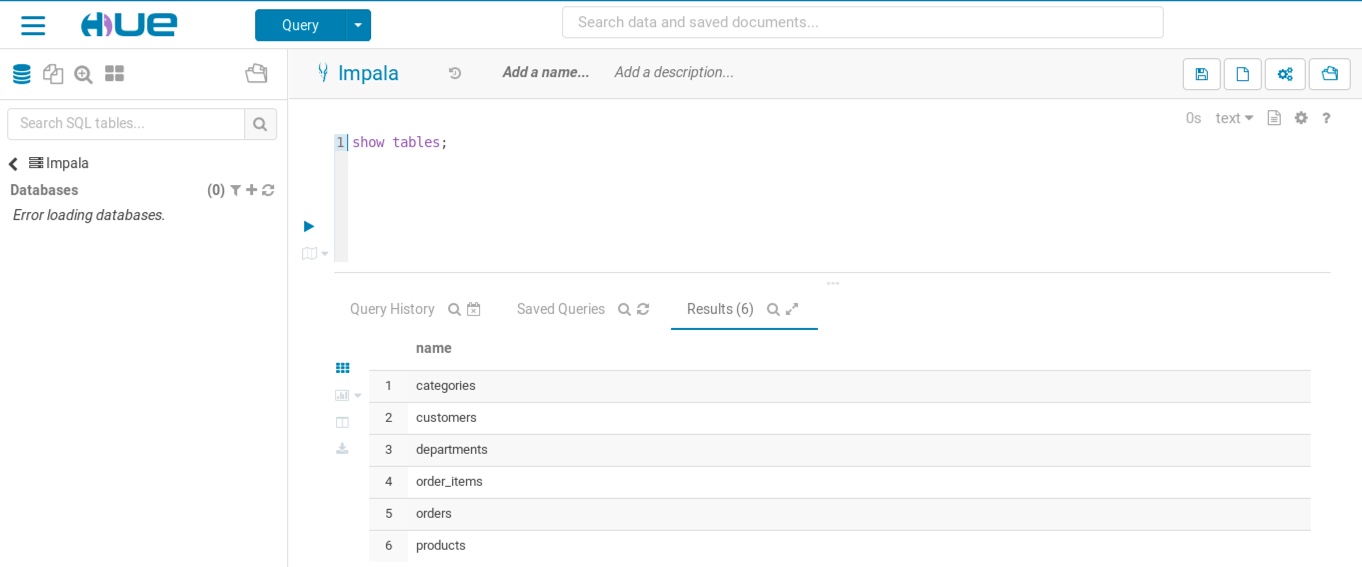 HUE
Query
Search data and saved documents...
Impala
Add a name...
Add a description...
Search SQL tables...
Impala
Databases (0)
Error loading databases.
0s text ?
1 show tables;
Query History
Saved Queries
Results (6)
name
1 categories
2 customers
3 departments
4 order_items
5 orders
6 products